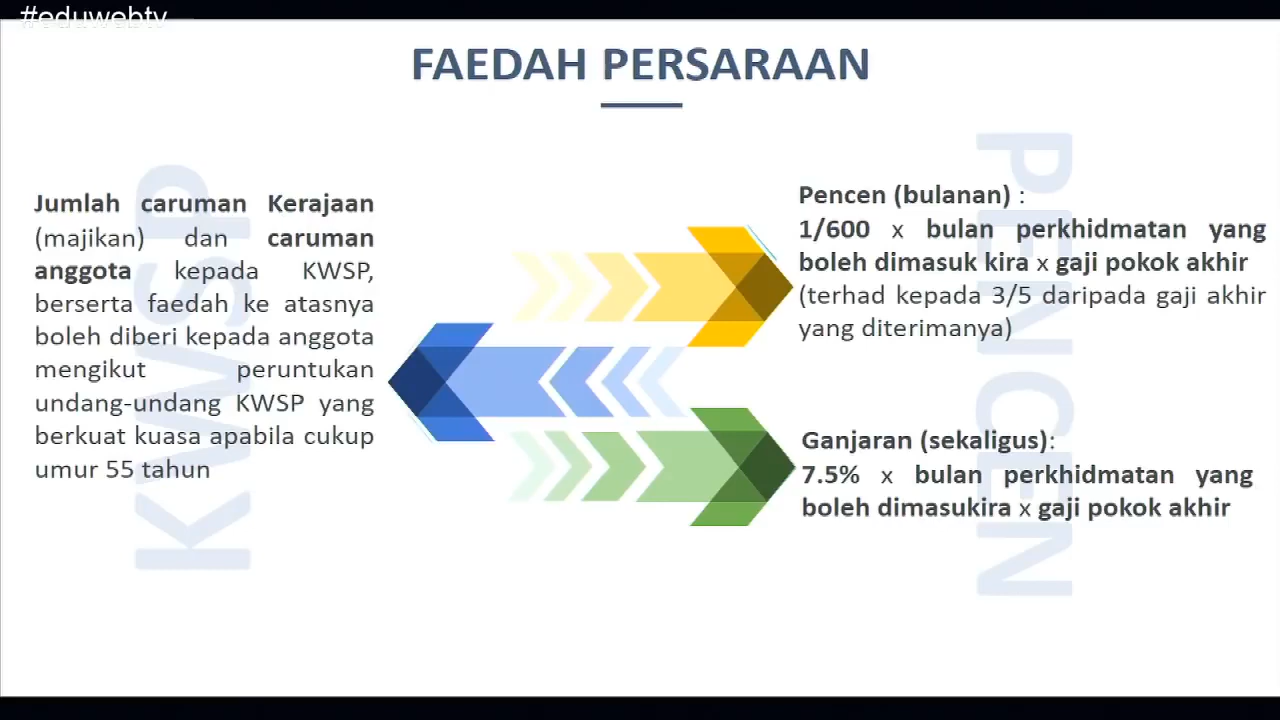 #eduwebtv
FAEDAH PERSARAAN
KWSP
Jumlah caruman Kerajaan
(majikan) dan caruman
anggota kepada KWSP,
berserta faedah ke atasnya
boleh diberi kepada anggota
mengikut peruntukan
undang-undang KWSP yang
berkuat kuasa apabila cukup
umur 55 tahun
PENCEN
Pencen (bulanan) :
1/600 x bulan perkhidmatan yang
boleh dimasuk kira x gaji pokok akhir
(terhad kepada 3/5 daripada gaji akhir
yang diterimanya)
Ganjaran (sekaligus):
7.5% x bulan perkhidmatan yang
boleh dimasukira x gaji pokok akhir